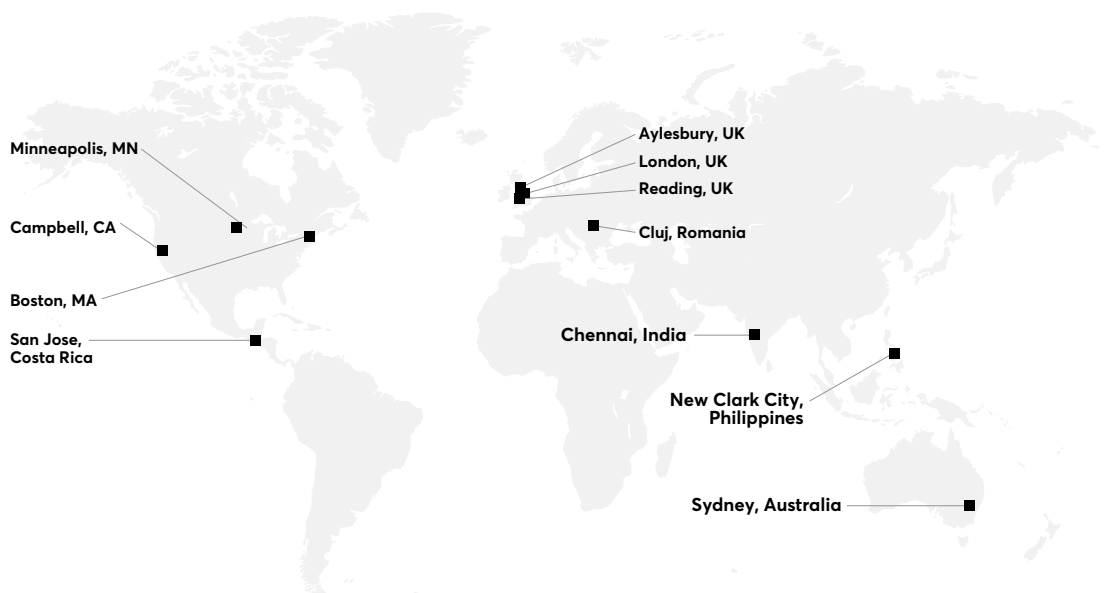 Minneapolis, MN
Campbell, CA
Boston, MA
San Jose,
Costa Rica
Aylesbury, UK
London, UK
Reading, UK
Cluj, Romania
Chennai, India
New Clark City,
Philippines
Sydney, Australia